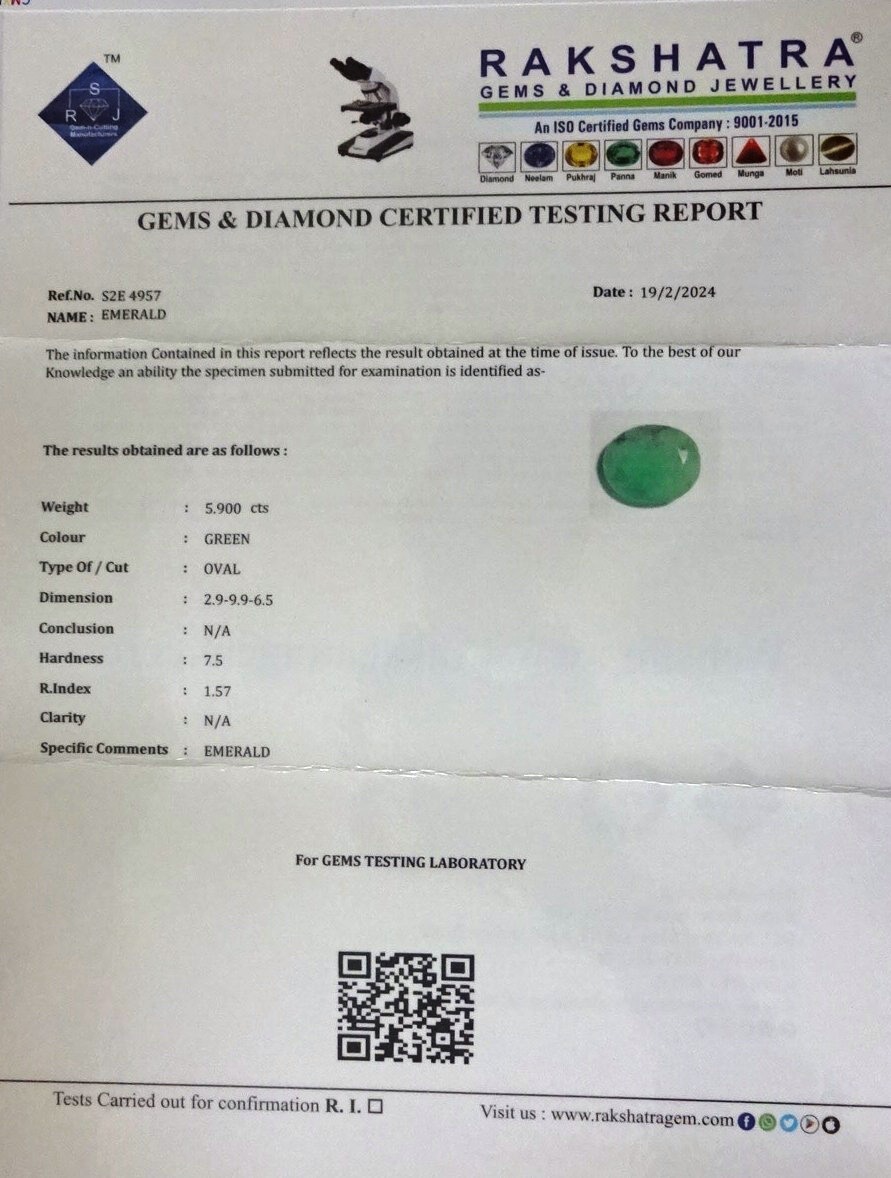 TM
S
R J
Gem-n-Cutting
Manufactures
RAKSHATRA®
GEMS & DIAMOND JEWELLERY
An ISO Certified Gems Company : 9001-2015
Diamond Neelam Pukhraj Panna Manik Gomed Munga Moti Lahsunia
GEMS & DIAMOND CERTIFIED TESTING REPORT
Ref.No. S2E 4957
Date : 19/2/2024
NAME : EMERALD
The information Contained in this report reflects the result obtained at the time of issue. To the best of our
Knowledge an ability the specimen submitted for examination is identified as-
The results obtained are as follows :
Weight : 5.900 cts
Colour : GREEN
Type Of / Cut : OVAL
Dimension : 2.9-9.9-6.5
Conclusion : N/A
Hardness : 7.5
R.Index : 1.57
Clarity : N/A
Specific Comments : EMERALD
For GEMS TESTING LABORATORY
Tests Carried out for confirmation R. I. ☐
Visit us : www.rakshatragem.com